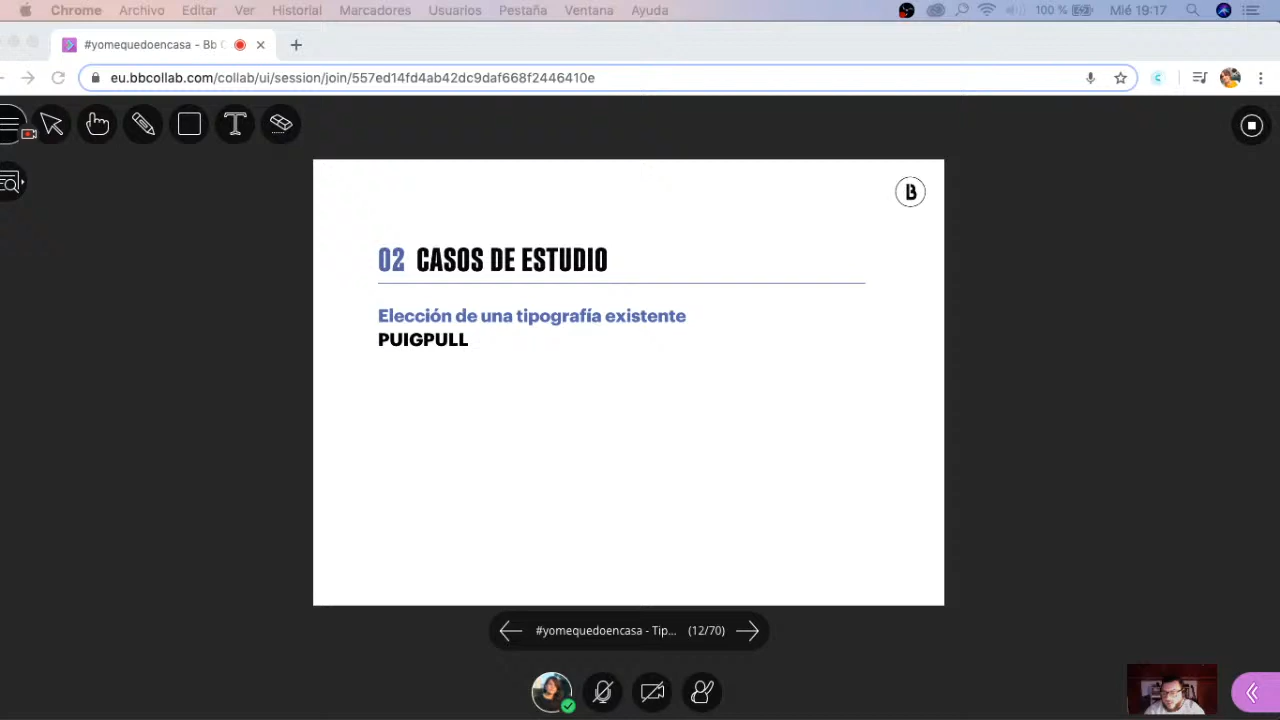 Chrome Archivo Editar Ver Historial Marcadores Usuarios Pestaña Ventana Ayuda 100 % Mié 19:17
#yomequedoencasa - Bb C
eu.bbcollab.com/collab/ui/session/join/557ed14fd4ab42dc9daf668f2446410e
T
B
02 CASOS DE ESTUDIO
Elección de una tipografía existente
PUIGPULL
#yomequedoencasa - Tip... (12/70)